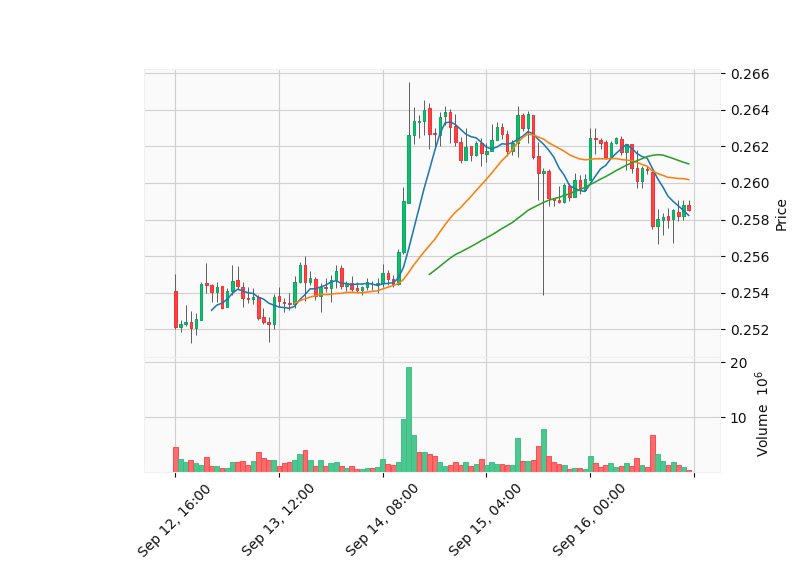 0.266
0.264
0.262
0.260
0.258
0.256
0.254
0.252
Price
20
10
Volume 10^6
Sep 12, 16:00
Sep 13, 12:00
Sep 14, 08:00
Sep 15, 04:00
Sep 16, 00:00